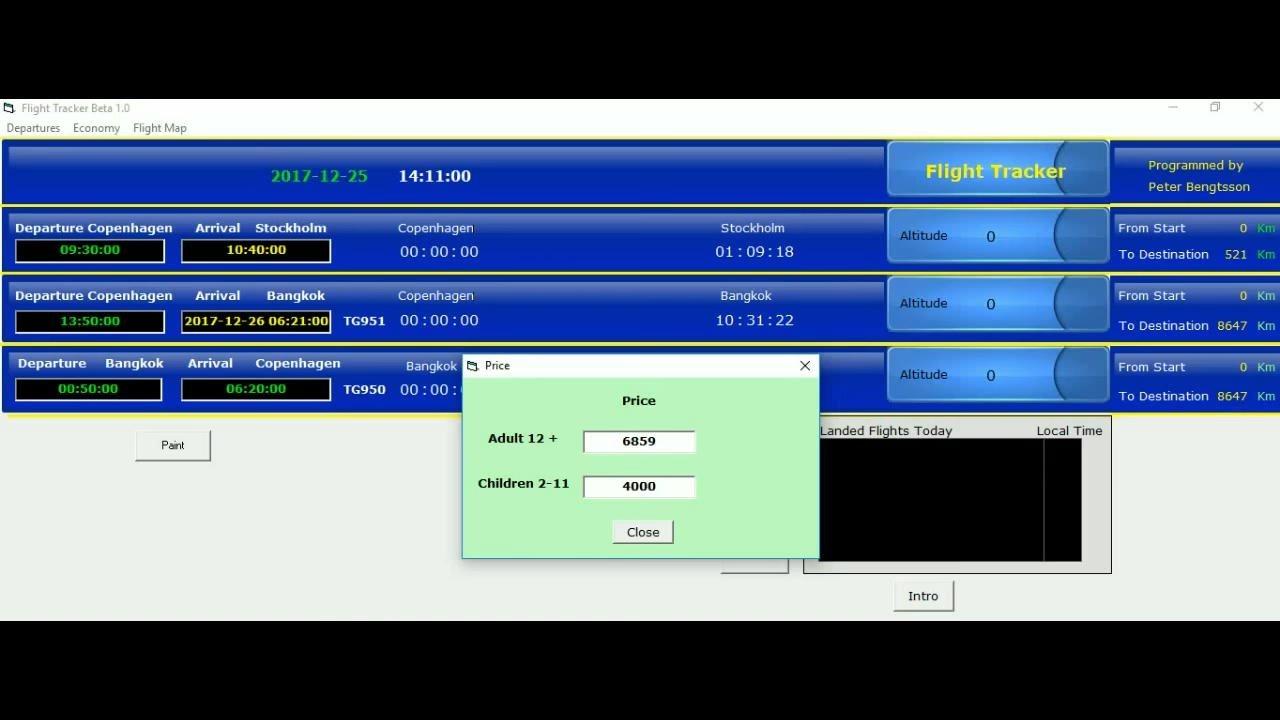 Flight Tracker Beta 1.0
Departures Economy Flight Map
2017-12-25 14:11:00
Flight Tracker
Programmed by
Peter Bengtsson
Departure Copenhagen Arrival Stockholm Copenhagen Stockholm
09:30:00 10:40:00 00:00:00 01:09:18
Altitude 0
From Start 0 Km
To Destination 521 Km
Departure Copenhagen Arrival Bangkok Copenhagen Bangkok
13:50:00 2017-12-26 06:21:00 TG951 00:00:00 10:31:22
Altitude 0
From Start 0 Km
To Destination 8647 Km
Departure Bangkok Arrival Copenhagen Bangkok
00:50:00 06:20:00 TG950 00:00:
Altitude 0
From Start 0 Km
To Destination 8647 Km
Price
Price
Adult 12 + 6859
Children 2-11 4000
Close
Paint
Landed Flights Today Local Time
Intro